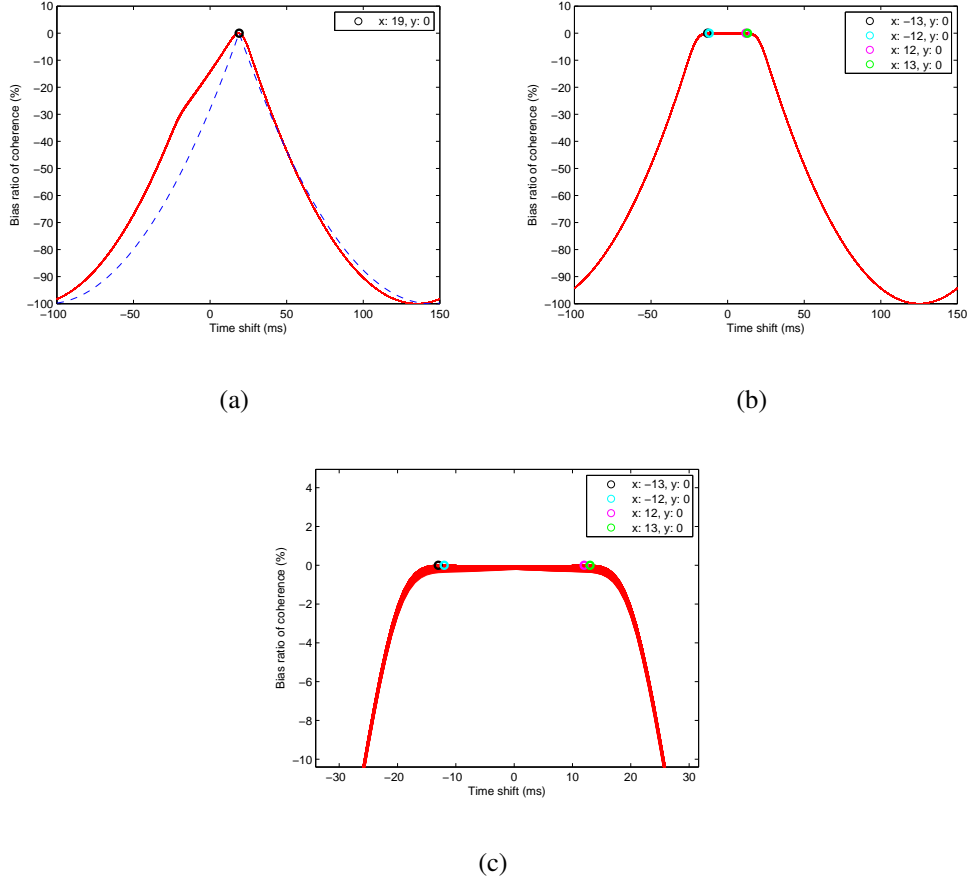 x: 19, y: 0
10
0
−10
−20
−30
−40
−50
−60
−70
−80
−90
−100
Bias ratio of coherence (%)
−100
−50
0
50
100
150
Time shift (ms)
(a)
x: −13, y: 0
x: −12, y: 0
x: 12, y: 0
x: 13, y: 0
10
0
−10
−20
−30
−40
−50
−60
−70
−80
−90
−100
Bias ratio of coherence (%)
−100
−50
0
50
100
150
Time shift (ms)
(b)
x: −13, y: 0
x: −12, y: 0
x: 12, y: 0
x: 13, y: 0
4
2
0
−2
−4
−6
−8
−10
Bias ratio of coherence (%)
−30
−20
−10
0
10
20
30
Time shift (ms)
(c)